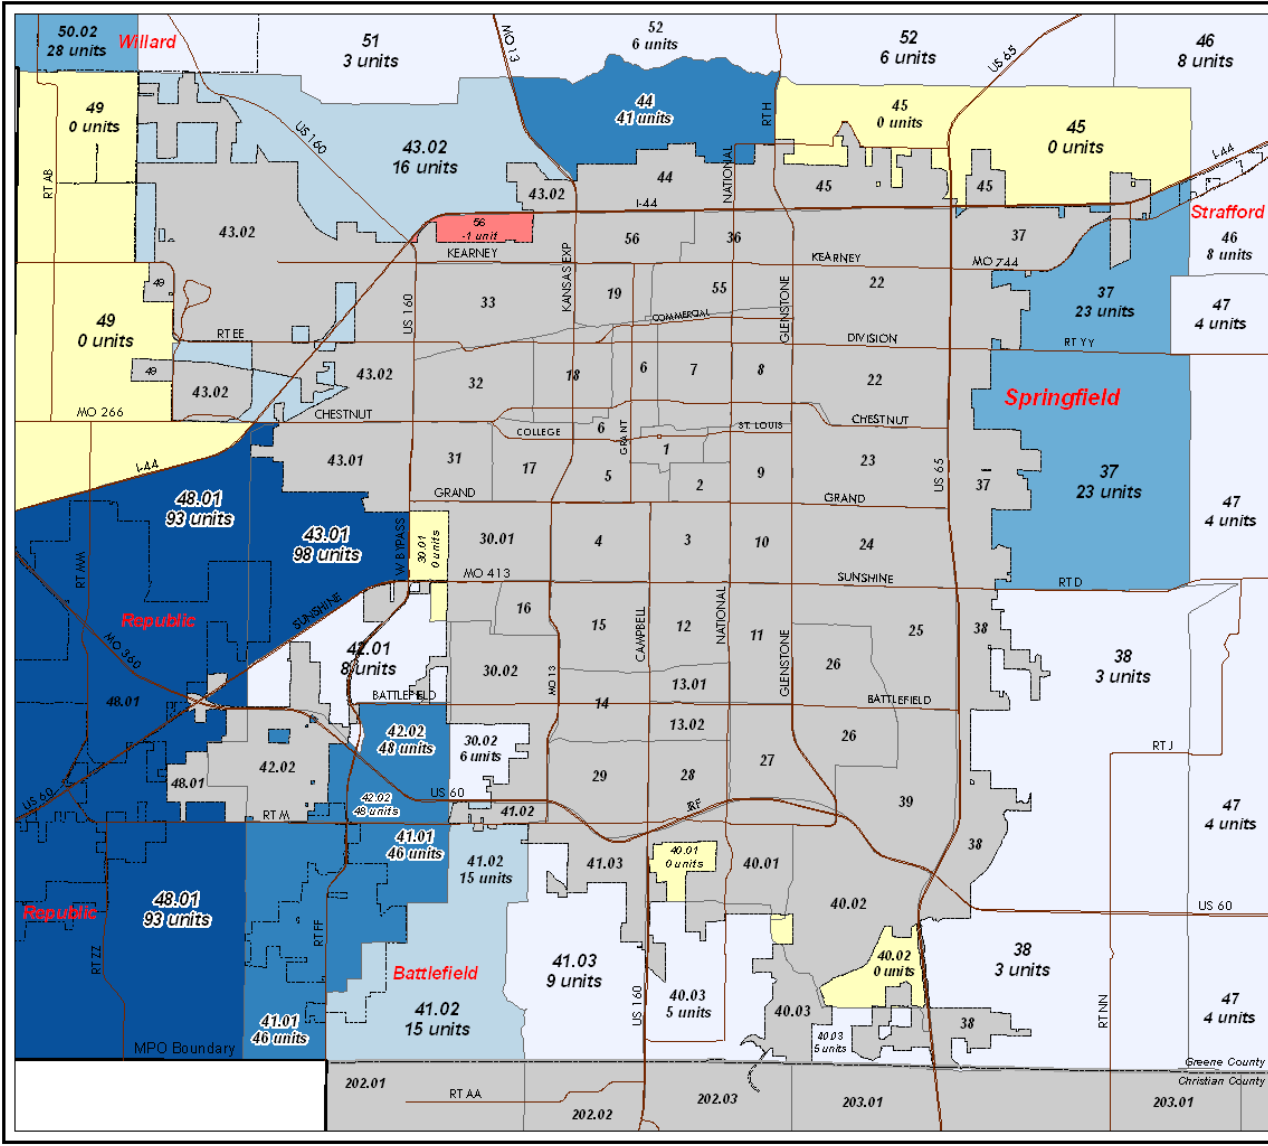 50.02
28 units
Willard
51
3 units
MO 13
52
6 units
52
6 units
US 65
46
8 units
49
0 units
US 160
43.02
16 units
44
41 units
RT H
45
0 units
45
0 units
I-44
RT AB
43.02
43.02
44
NATIONAL
45
45
Strafford
46
8 units
I-44
56
-1 unit
KEARNEY
56
36
KEARNEY
37
MO 744
49
US 160
33
KANSAS EXP
19
55
COMMERCIAL
GLENSTONE
22
37
23 units
47
4 units
49
0 units
RT EE
DIVISION
RT YY
49
43.02
43.02
32
18
6
7
8
22
Springfield
MO 266
CHESTNUT
COLLEGE
6
GRANT
ST. LOUIS
CHESTNUT
I-44
43.01
31
17
5
1
2
9
23
US 65
37
37
23 units
GRAND
GRAND
48.01
93 units
43.01
98 units
W BYPASS
30.01
0 units
30.01
4
3
10
24
47
4 units
RT MM
MO 413
SUNSHINE
RT D
Republic
SUNSHINE
MO 360
16
15
CAMPBELL
12
NATIONAL
11
GLENSTONE
25
38
42.01
8 units
30.02
26
38
3 units
BATTLEFIELD
MO 13
13.01
BATTLEFIELD
48.01
14
42.02
48 units
30.02
6 units
13.02
26
27
RT J
48.01
42.02
29
28
39
US 60
42.02
48 units
US 60
JRF
RT M
41.02
47
4 units
41.01
46 units
41.02
15 units
41.03
40.01
0 units
40.01
38
48.01
93 units
Republic
40.02
US 60
RT ZZ
RT FF
Battlefield
41.03
9 units
40.02
0 units
38
3 units
41.01
46 units
41.02
15 units
US 160
40.03
5 units
40.03
40.03
5 units
38
RT NN
47
4 units
MPO Boundary
Greene County
Christian County
202.01
RT AA
202.02
202.03
203.01
203.01